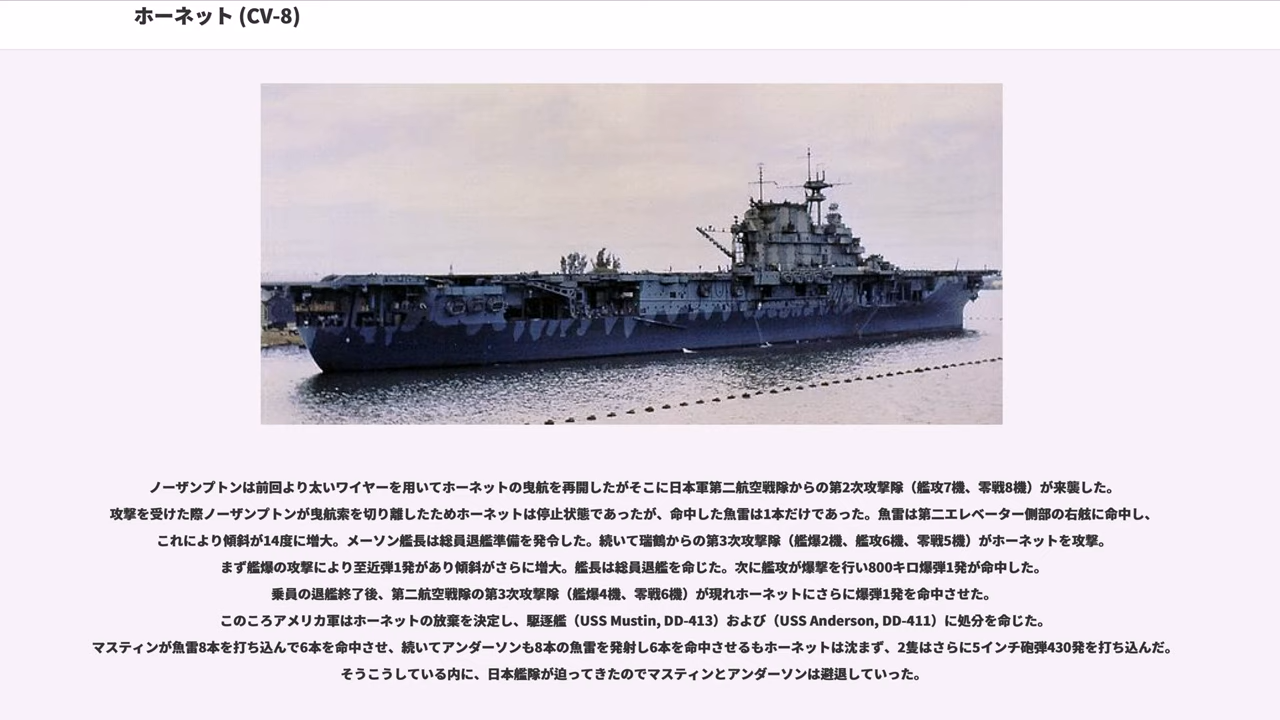 ホーネット (CV-8)
ノーザンプトンは前回より太いワイヤーを用いてホーネットの曳航を再開したがそこに日本軍第二航空戦隊からの第2次攻撃隊（艦攻7機、零戦8機）が来襲した。
攻撃を受けた際ノーザンプトンが曳航索を切り離したためホーネットは停止状態であったが、命中した魚雷は1本だけであった。魚雷は第二エレベーター側部の右舷に命中し、
これにより傾斜が14度に増大。メーソン艦長は総員退艦準備を発令した。続いて瑞鶴からの第3次攻撃隊（艦爆2機、艦攻6機、零戦5機）がホーネットを攻撃。
まず艦爆の攻撃により至近弾1発があり傾斜がさらに増大。艦長は総員退艦を命じた。次に艦攻が爆撃を行い800キロ爆弾1発が命中した。
乗員の退艦終了後、第二航空戦隊の第3次攻撃隊（艦爆4機、零戦6機）が現れホーネットにさらに爆弾1発を命中させた。
このころアメリカ軍はホーネットの放棄を決定し、駆逐艦（USS Mustin, DD-413）および（USS Anderson, DD-411）に処分を命じた。
マスティンが魚雷8本を打ち込んで6本を命中させ、続いてアンダーソンも8本の魚雷を発射し6本を命中させるもホーネットは沈まず、2隻はさらに5インチ砲弾430発を打ち込んだ。
そうこうしている内に、日本艦隊が迫ってきたのでマスティンとアンダーソンは避退していった。